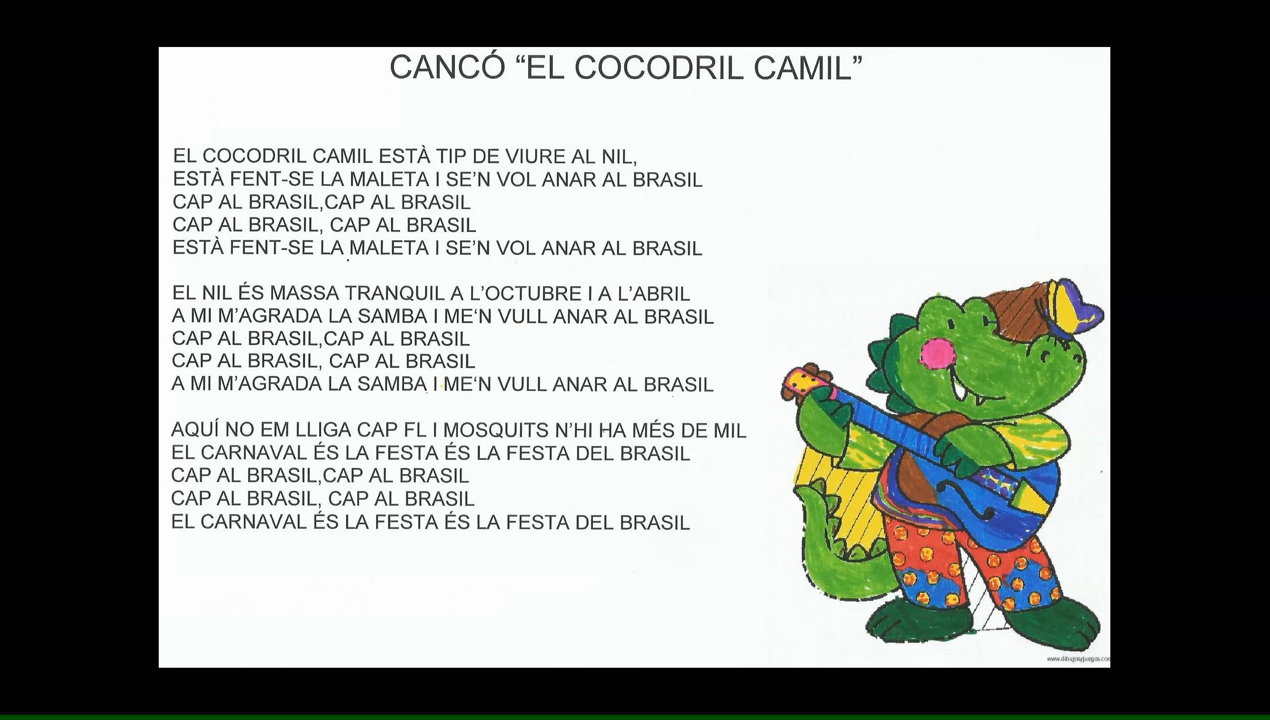 CANCÓ “EL COCODRIL CAMIL”
EL COCODRIL CAMIL ESTÀ TIP DE VIURE AL NIL,
ESTÀ FENT-SE LA MALETA I SE’N VOL ANAR AL BRASIL
CAP AL BRASIL,CAP AL BRASIL
CAP AL BRASIL, CAP AL BRASIL
ESTÀ FENT-SE LA MALETA I SE’N VOL ANAR AL BRASIL
EL NIL ÉS MASSA TRANQUIL A L’OCTUBRE I A L’ABRIL
A MI M’AGRADA LA SAMBA I ME‘N VULL ANAR AL BRASIL
CAP AL BRASIL,CAP AL BRASIL
CAP AL BRASIL, CAP AL BRASIL
A MI M’AGRADA LA SAMBA I ME‘N VULL ANAR AL BRASIL
AQUÍ NO EM LLIGA CAP FL I MOSQUITS N’HI HA MÉS DE MIL
EL CARNAVAL ÉS LA FESTA ÉS LA FESTA DEL BRASIL
CAP AL BRASIL,CAP AL BRASIL
CAP AL BRASIL, CAP AL BRASIL
EL CARNAVAL ÉS LA FESTA ÉS LA FESTA DEL BRASIL
www.dibujosyjuegos.com